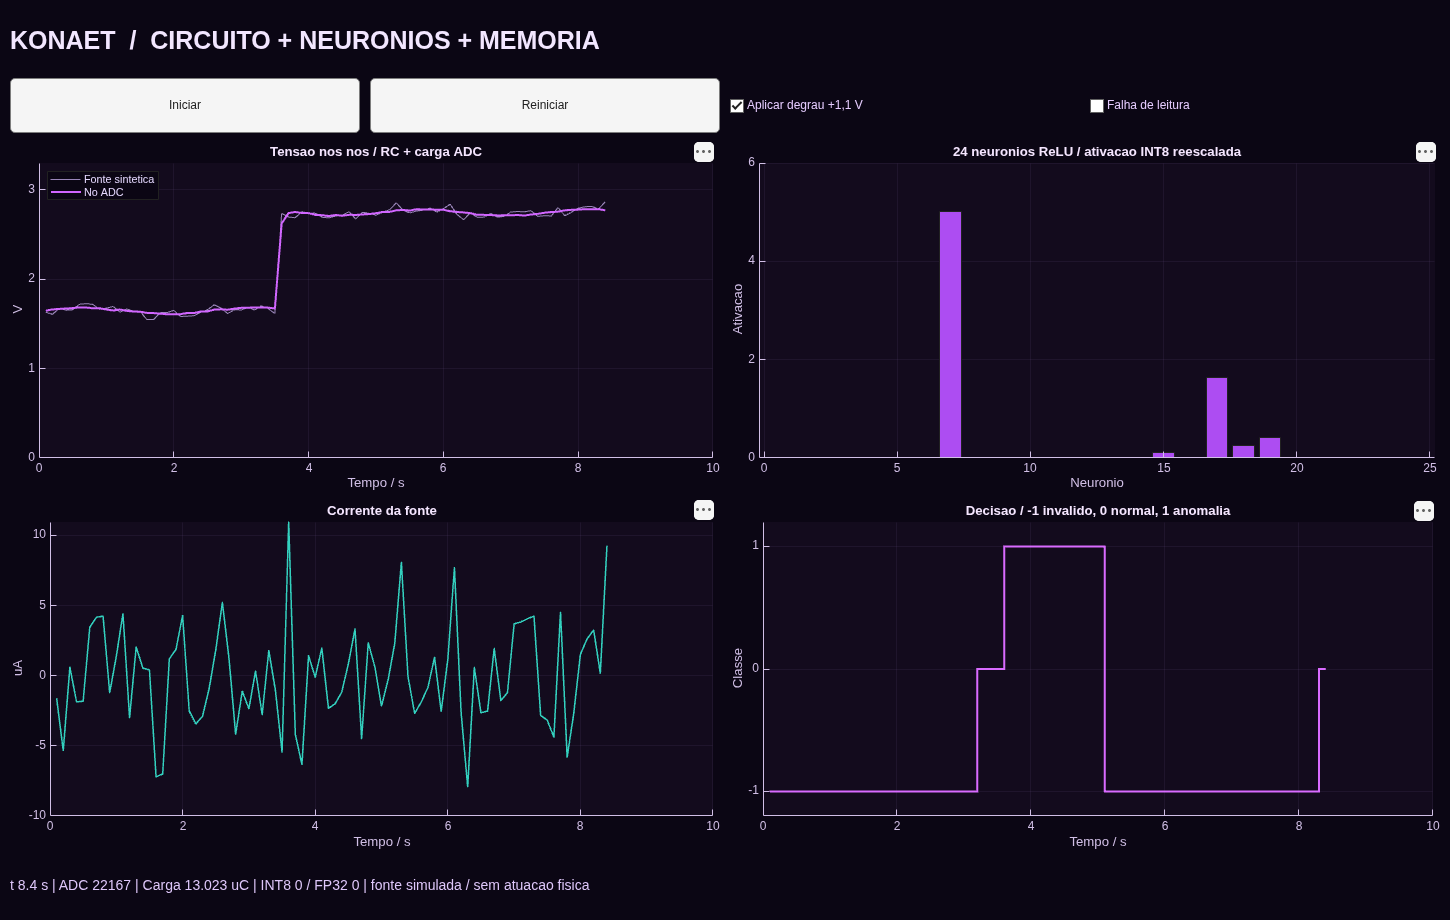 KONAET / CIRCUITO + NEURONIOS + MEMORIA
Iniciar
Reiniciar
Aplicar degrau +1,1 V
Falha de leitura
Tensao nos nos / RC + carga ADC
Fonte sintetica
No ADC
3
2
1
0
V
0 2 4 6 8 10
Tempo / s
24 neuronios ReLU / ativacao INT8 reescalada
6
4
2
0
Ativacao
0 5 10 15 20 25
Neuronio
Corrente da fonte
10
5
0
-5
-10
uA
0 2 4 6 8 10
Tempo / s
Decisao / -1 invalido, 0 normal, 1 anomalia
1
0
-1
Classe
0 2 4 6 8 10
Tempo / s
t 8.4 s | ADC 22167 | Carga 13.023 uC | INT8 0 / FP32 0 | fonte simulada / sem atuacao fisica